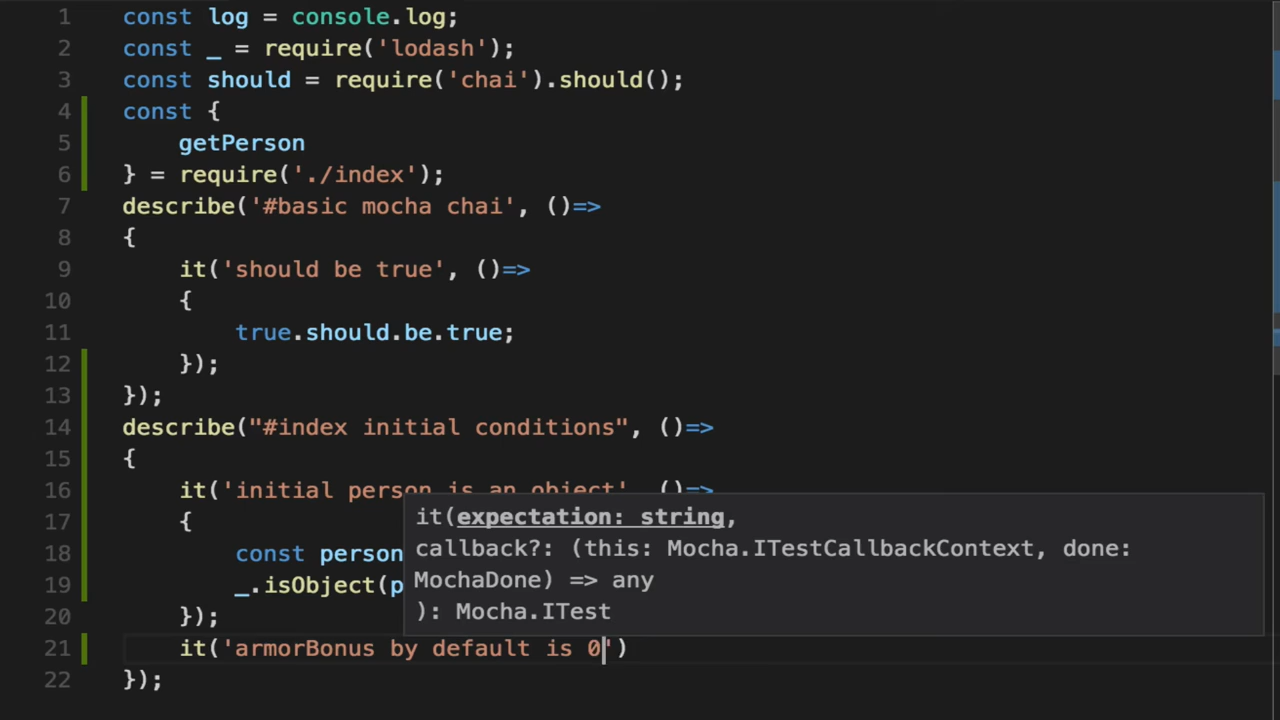 1 const log = console.log;
2 const _ = require('lodash');
3 const should = require('chai').should();
4 const {
5 getPerson
6 } = require('./index');
7 describe('#basic mocha chai', ()=>
8 {
9 it('should be true', ()=>
10 {
11 true.should.be.true;
12 });
13 });
14 describe("#index initial conditions", ()=>
15 {
16 it('initial person is an object', ()=>
17 {
it(expectation: string,
18 const person
callback?: (this: Mocha.ITestCallbackContext, done:
19 _.isObject(p
MochaDone) => any
): Mocha.ITest
20 });
21 it('armorBonus by default is 0')
22 });